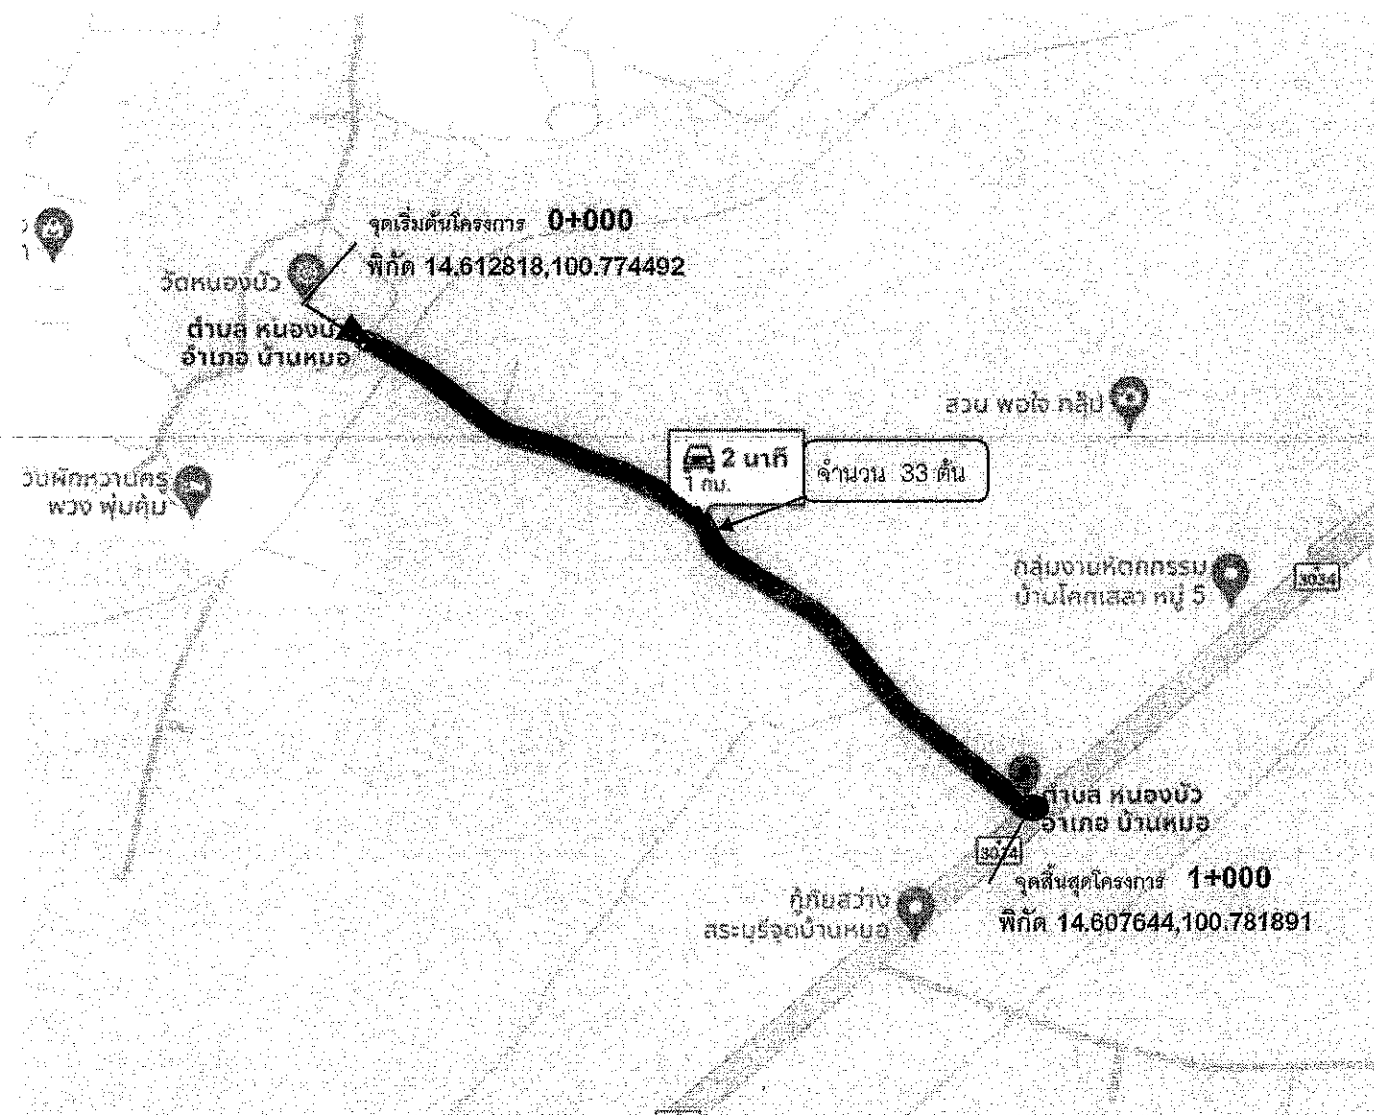 จุดเริ่มต้นโครงการ 0+000
พิกัด 14.612818,100.774492
วัดหนองบัว
ตำบล หนองบั
อำเภอ บ้านหมอ
สวน พอใจ กลัป
2 นาที
1 กม.
จำนวน 33 ต้น
พวง พุ่มคุ้ม
กลุ่มงานหัตถกรรม
บ้านโคกเสลา หมู่ 5
3034
ตำบล หนองบัว
อำเภอ บ้านหมอ
3034
จุดสิ้นสุดโครงการ 1+000
พิกัด 14.607644,100.781891
กู้ภัยสว่าง
สระบุรีจุดบ้านหมอ